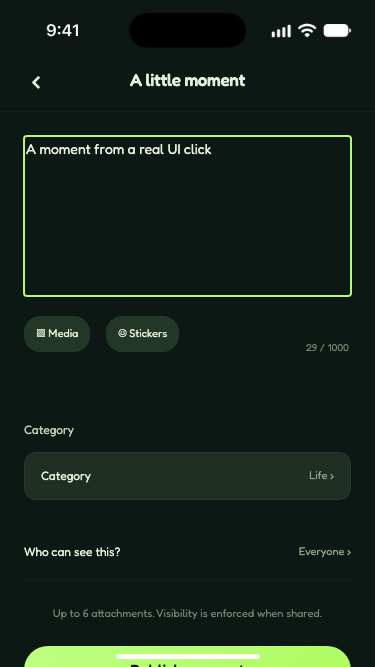 9:41
A little moment
A moment from a real UI click
Media
Stickers
29 / 1000
Category
Category
Life ›
Who can see this?
Everyone ›
Up to 6 attachments. Visibility is enforced when shared.